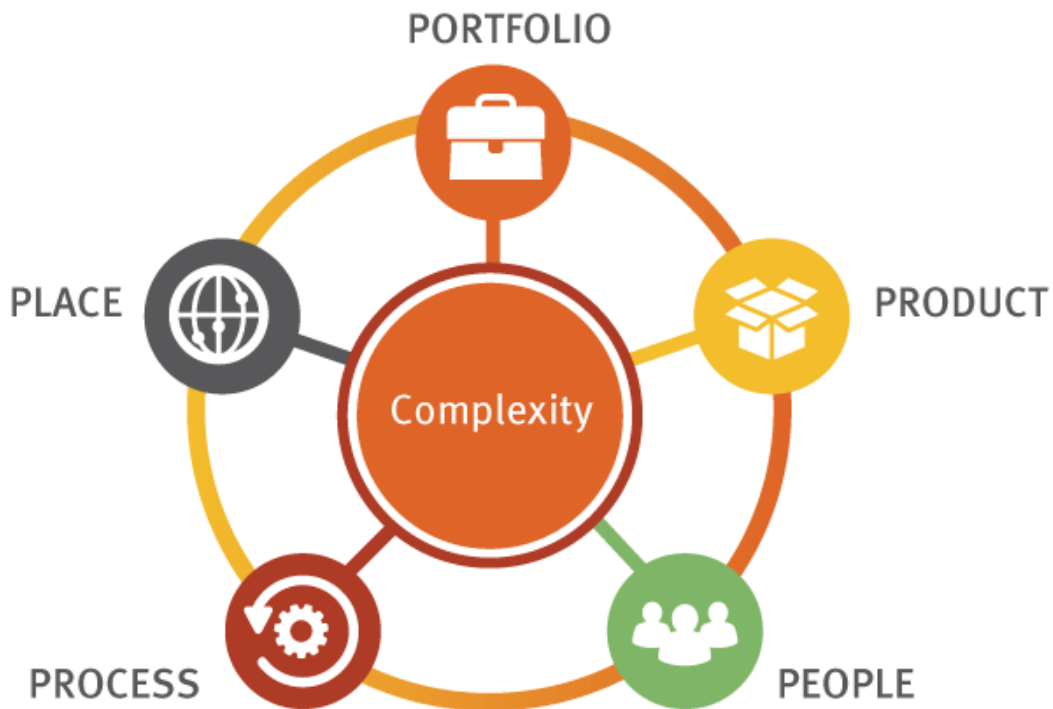 PORTFOLIO
PLACE
PRODUCT
Complexity
PROCESS
PEOPLE